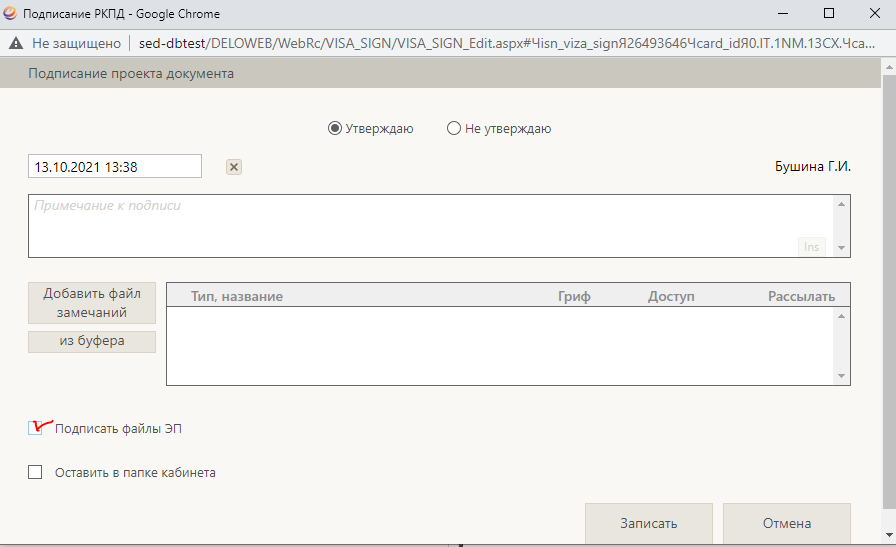 Подписание РКПД - Google Chrome
Не защищено | sed-dbtest/DELOWEB/WebRc/VISA_SIGN/VISA_SIGN_Edit.aspx#Чisn_viza_signЯ26493646Чcard_idЯ0.IT.1NM.13CX.Чca...
Подписание проекта документа
Утверждаю Не утверждаю
13.10.2021 13:38 Бушина Г.И.
Примечание к подписи
Ins
Добавить файл замечаний
Тип, название Гриф Доступ Рассылать
из буфера
Подписать файлы ЭП
Оставить в папке кабинета
Записать Отмена